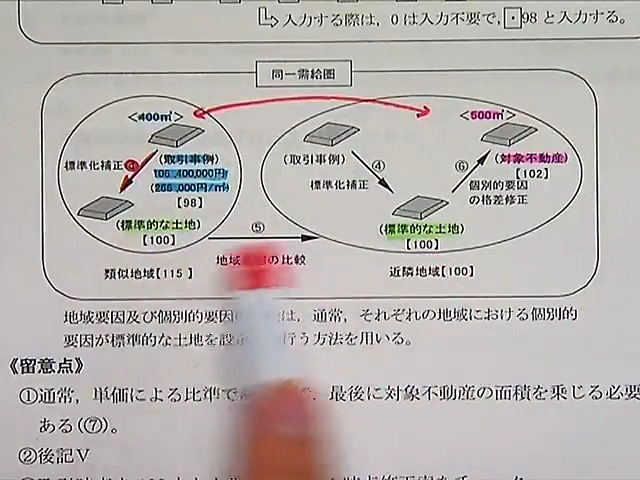 入力する際は，0は入力不要で，・98と入力する。
同一需給圏
<400㎡>
<500㎡>
(取引事例)
106,400,000円
(266,000円/㎡)
[98]
標準化補正
(標準的な土地)
[100]
類似地域[115]
⑤
地域
の比較
(取引事例)
④
標準化補正
(標準的な土地)
[100]
近隣地域[100]
⑥
個別的要因
の格差修正
(対象不動産)
[102]
地域要因及び個別的要因は，通常，それぞれの地域における個別的
要因が標準的な土地を設行う方法を用いる。
《留意点》
①通常，単価による比準で，最後に対象不動産の面積を乗じる必要
ある(⑦)。
②後記Ⅴ